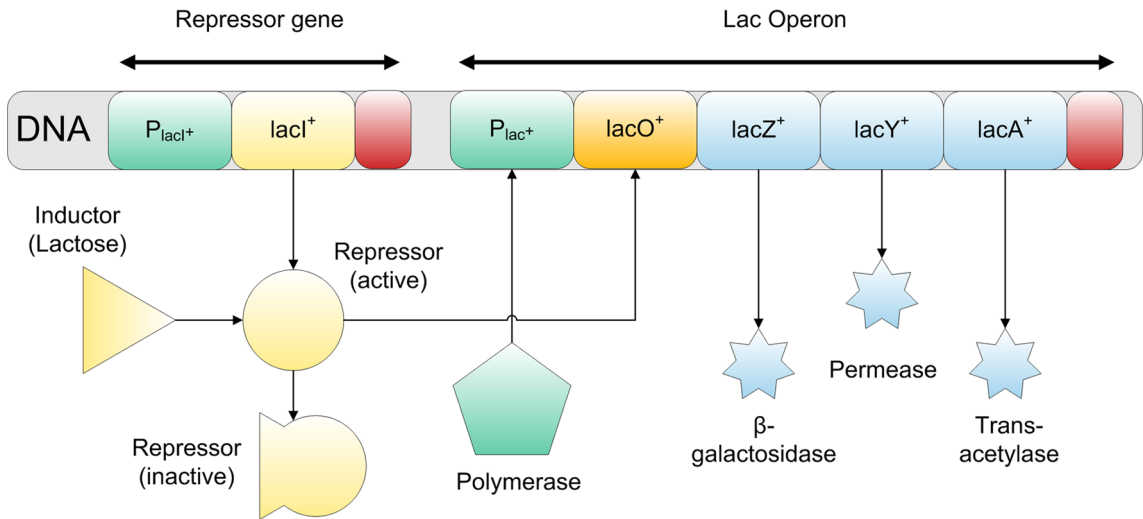 Repressor gene
Lac Operon
DNA
PlacI+
lacI+
Plac+
lacO+
lacZ+
lacY+
lacA+
Inductor
(Lactose)
Repressor
(active)
Repressor
(inactive)
Polymerase
β-
galactosidase
Permease
Trans-
acetylase